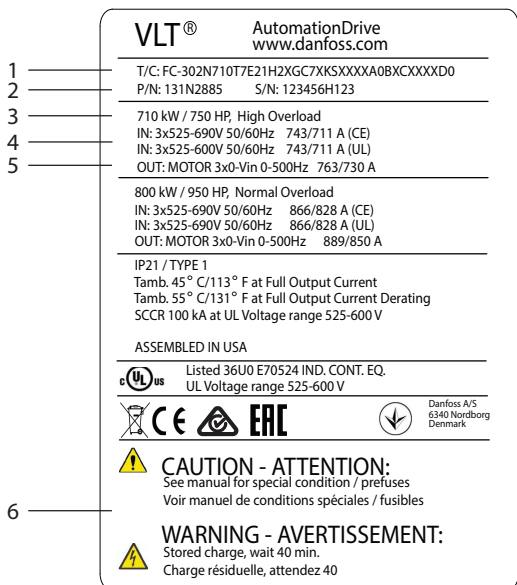 VLT® AutomationDrive
www.danfoss.com
1 T/C: FC-302N710T7E21H2XGC7XKSXXXXA0BXCXXXXD0
2 P/N: 131N2885 S/N: 123456H123
3 710 kW / 750 HP, High Overload
4 IN: 3x525-690V 50/60Hz 743/711 A (CE)
IN: 3x525-600V 50/60Hz 743/711 A (UL)
5 OUT: MOTOR 3x0-Vin 0-500Hz 763/730 A
800 kW / 950 HP, Normal Overload
IN: 3x525-690V 50/60Hz 866/828 A (CE)
IN: 3x525-690V 50/60Hz 866/828 A (UL)
OUT: MOTOR 3x0-Vin 0-500Hz 889/850 A
IP21 / TYPE 1
Tamb. 45° C/113° F at Full Output Current
Tamb. 55° C/131° F at Full Output Current Derating
SCCR 100 kA at UL Voltage range 525-600 V
ASSEMBLED IN USA
c UL us Listed 36U0 E70524 IND. CONT. EQ.
UL Voltage range 525-600 V
CE EAC
Danfoss A/S
6340 Nordborg
Denmark
CAUTION - ATTENTION:
See manual for special condition / prefuses
Voir manuel de conditions spéciales / fusibles
6
WARNING - AVERTISSEMENT:
Stored charge, wait 40 min.
Charge résiduelle, attendez 40